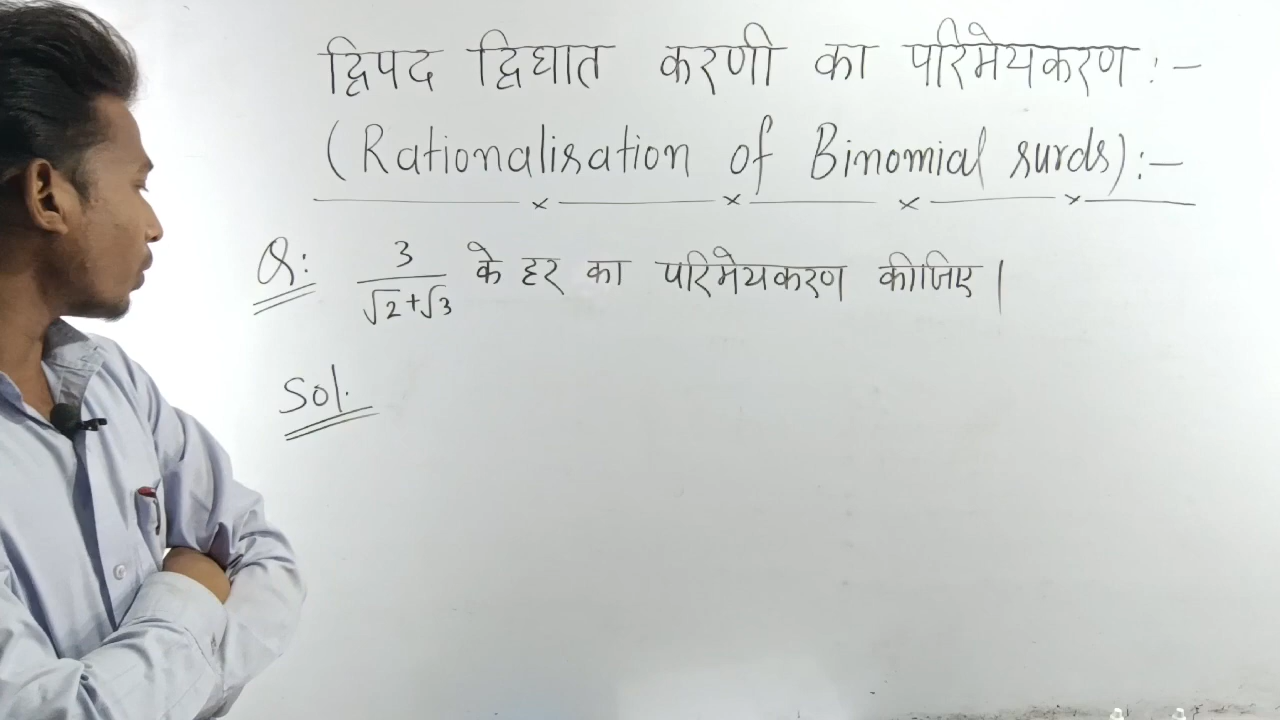 द्विपद द्विघात करणी का परिमेयकरण :-
(Rationalisation of Binomial surds) :-
Q: 3/(√2+√3) के हर का परिमेयकरण कीजिए।
Sol.